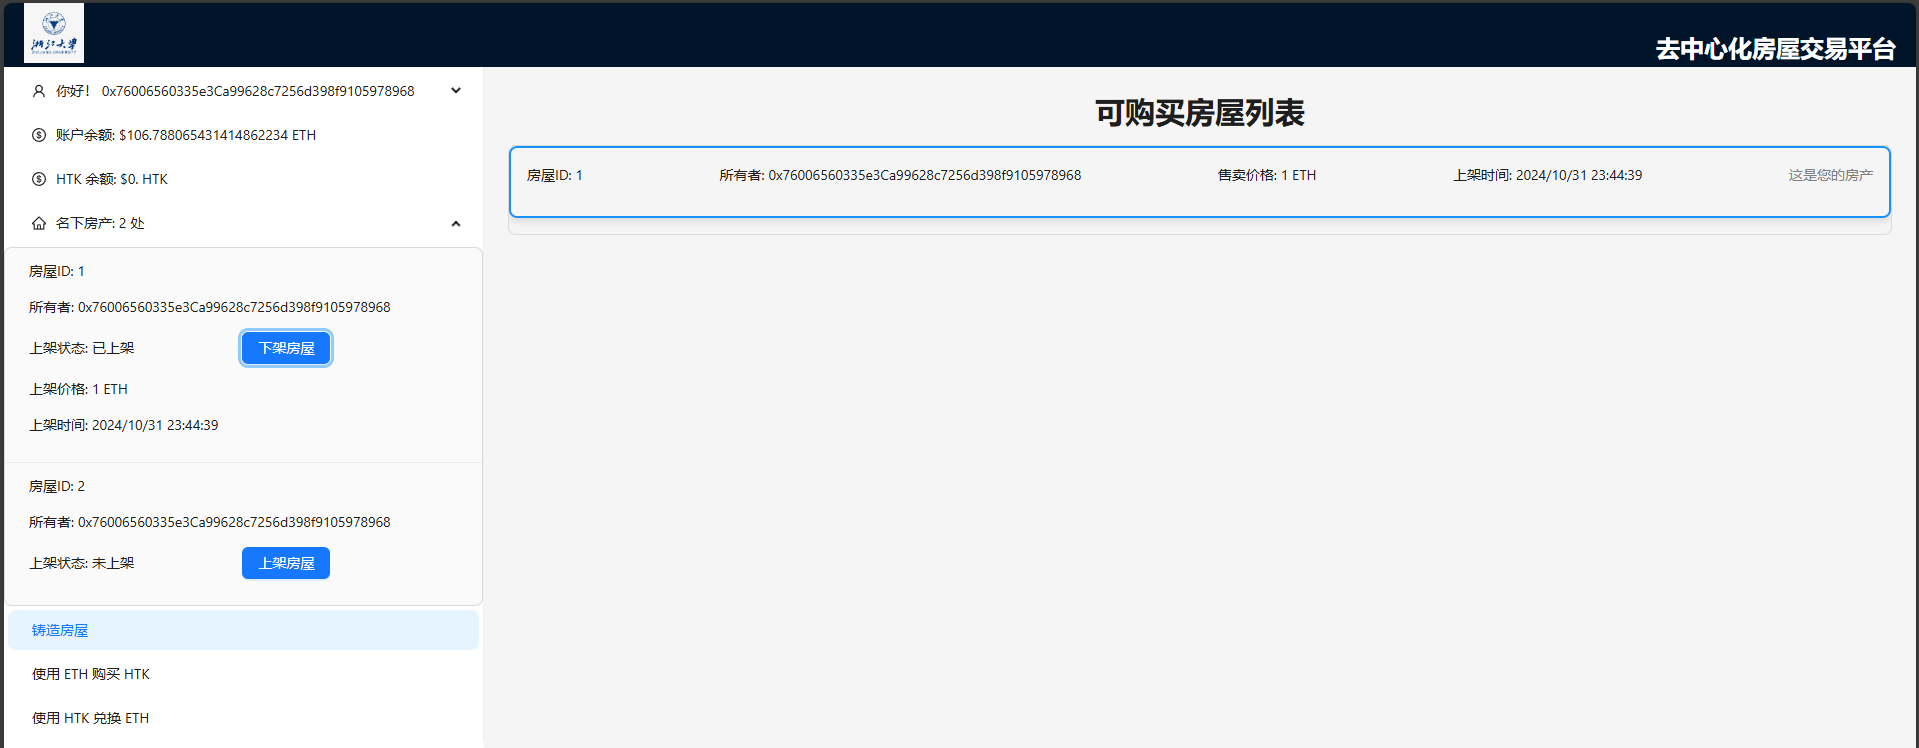 浙江大学
ZHEJIANG UNIVERSITY
去中心化房屋交易平台
你好！ 0x76006560335e3Ca99628c7256d398f9105978968
账户余额: $106.788065431414862234 ETH
HTK 余额: $0. HTK
名下房产: 2 处
房屋ID: 1
所有者: 0x76006560335e3Ca99628c7256d398f9105978968
上架状态: 已上架 下架房屋
上架价格: 1 ETH
上架时间: 2024/10/31 23:44:39
房屋ID: 2
所有者: 0x76006560335e3Ca99628c7256d398f9105978968
上架状态: 未上架 上架房屋
铸造房屋
使用 ETH 购买 HTK
使用 HTK 兑换 ETH
可购买房屋列表
房屋ID: 1 所有者: 0x76006560335e3Ca99628c7256d398f9105978968 售卖价格: 1 ETH 上架时间: 2024/10/31 23:44:39 这是您的房产